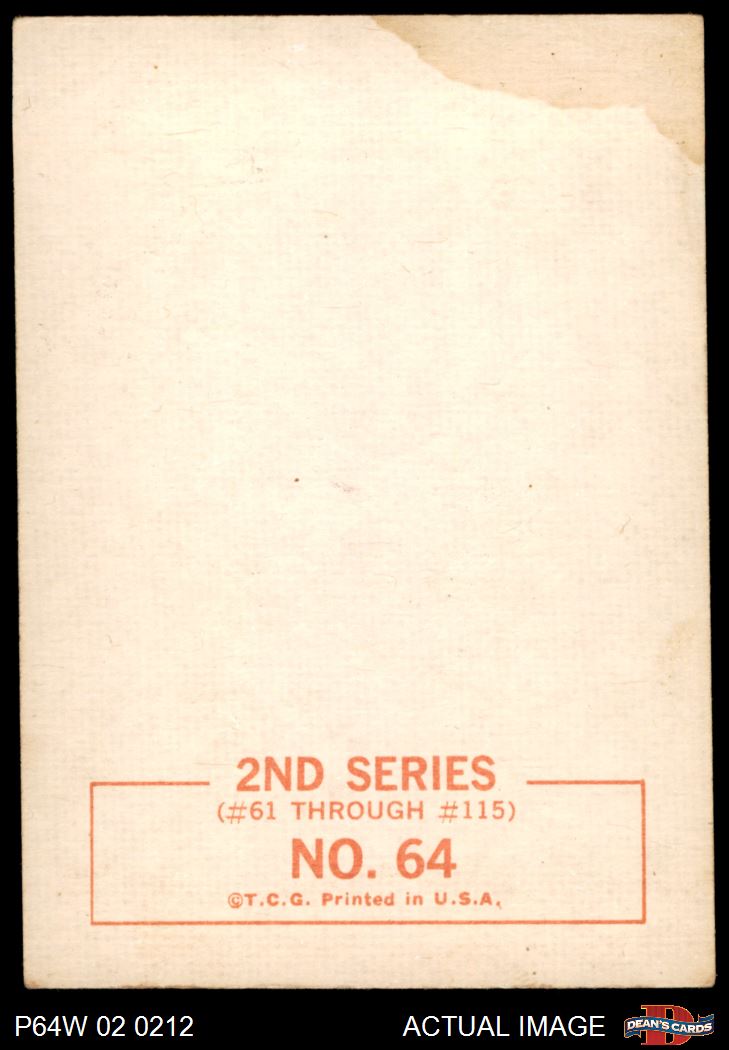 2ND SERIES
(#61 THROUGH #115)
NO. 64
©T.C.G. Printed in U.S.A.
P64W 02 0212
ACTUAL IMAGE
D
DEAN'S CARDS